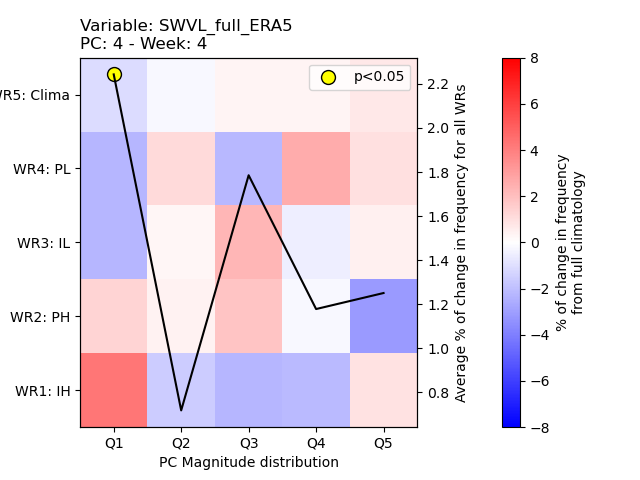 Variable: SWVL_full_ERA5
PC: 4 - Week: 4
p<0.05
WR5: Clima
WR4: PL
WR3: IL
WR2: PH
WR1: IH
Q1 Q2 Q3 Q4 Q5
PC Magnitude distribution
2.2
2.0
1.8
1.6
1.4
1.2
1.0
0.8
Average % of change in frequency for all WRs
8
6
4
2
0
−2
−4
−6
−8
% of change in frequency
from full climatology